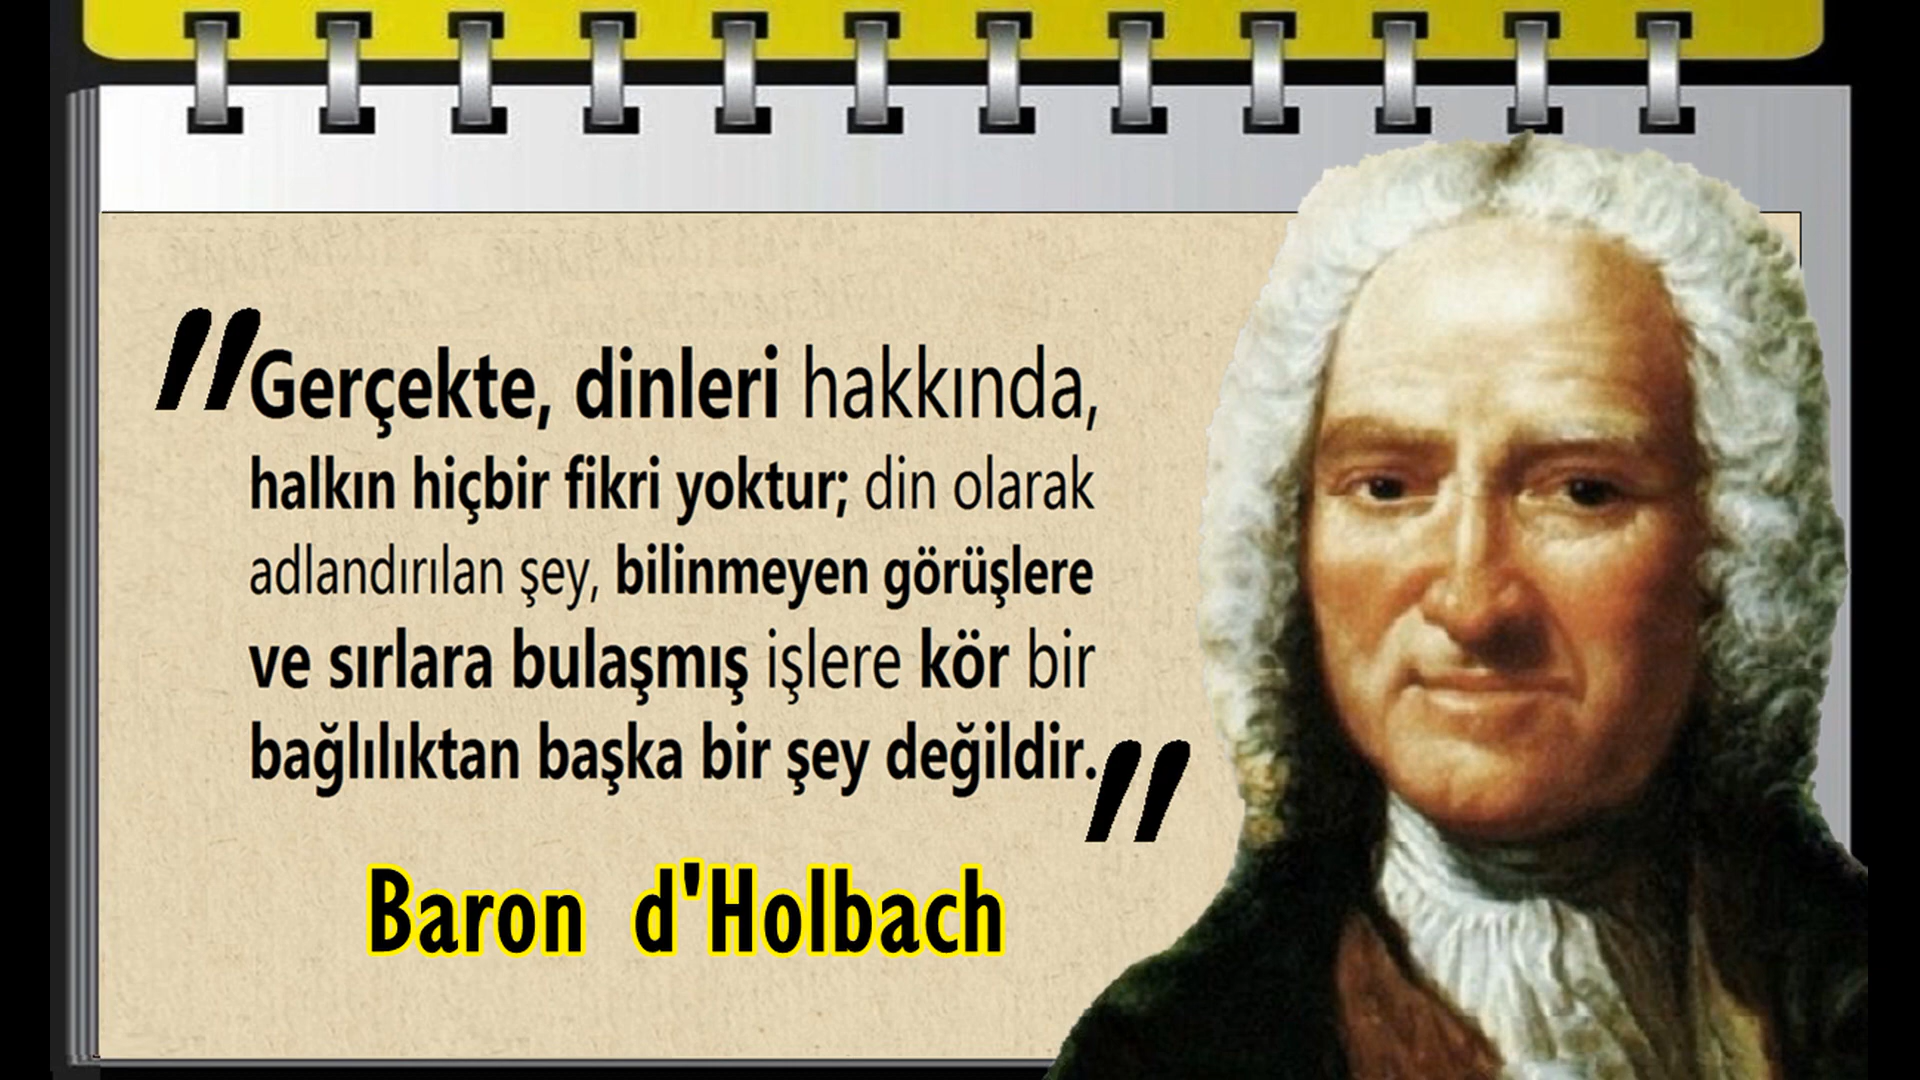 "Gerçekte, dinleri hakkında,
halkın hiçbir fikri yoktur; din olarak
adlandırılan şey, bilinmeyen görüşlere
ve sırlara bulaşmış işlere kör bir
bağlılıktan başka bir şey değildir."
Baron d'Holbach